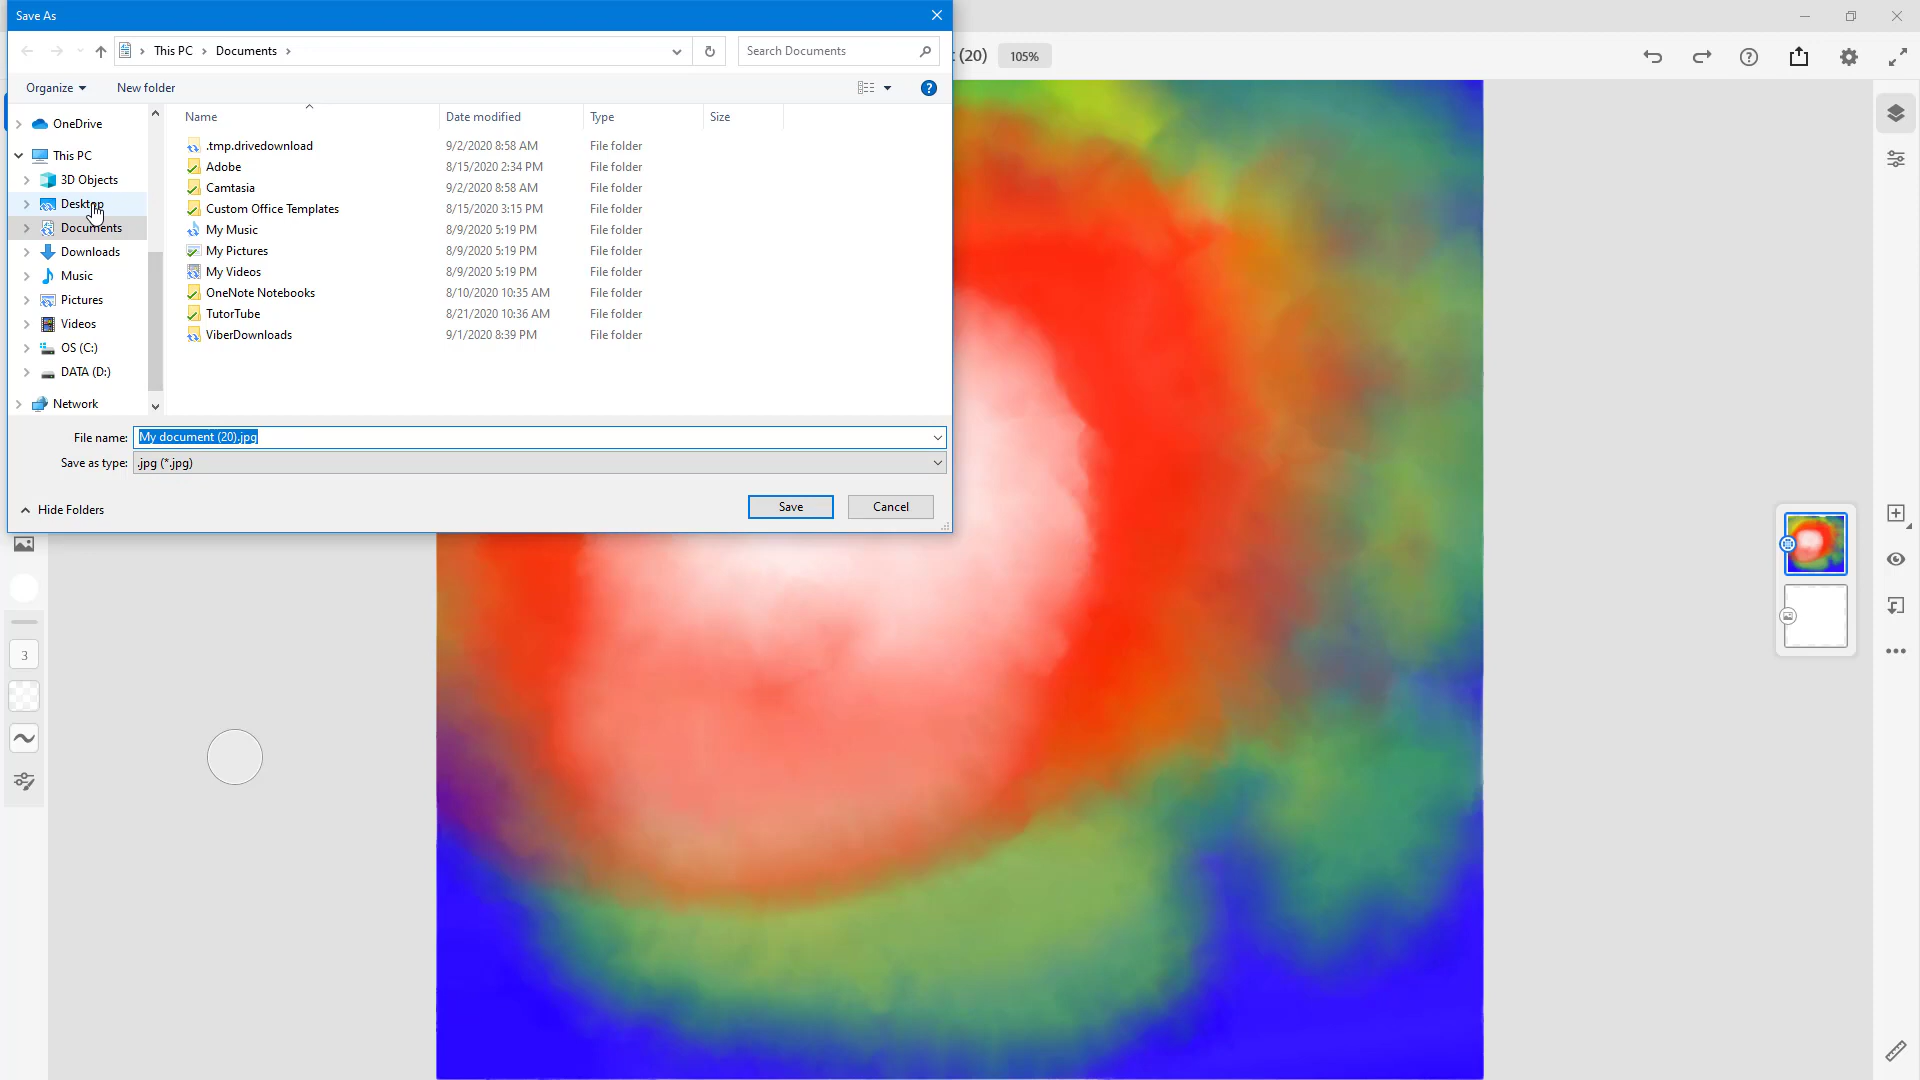 Save As
This PC > Documents >
Search Documents
(20)
105%
Organize
New folder
Name
Date modified
Type
Size
OneDrive
This PC
3D Objects
Desktop
Documents
Downloads
Music
Pictures
Videos
OS (C:)
DATA (D:)
Network
.tmp.drivedownload 9/2/2020 8:58 AM File folder
Adobe 8/15/2020 2:34 PM File folder
Camtasia 9/2/2020 8:58 AM File folder
Custom Office Templates 8/15/2020 3:15 PM File folder
My Music 8/9/2020 5:19 PM File folder
My Pictures 8/9/2020 5:19 PM File folder
My Videos 8/9/2020 5:19 PM File folder
OneNote Notebooks 8/10/2020 10:35 AM File folder
TutorTube 8/21/2020 10:36 AM File folder
ViberDownloads 9/1/2020 8:39 PM File folder
File name: My document (20).jpg
Save as type: .jpg (*.jpg)
Hide Folders
Save
Cancel
3